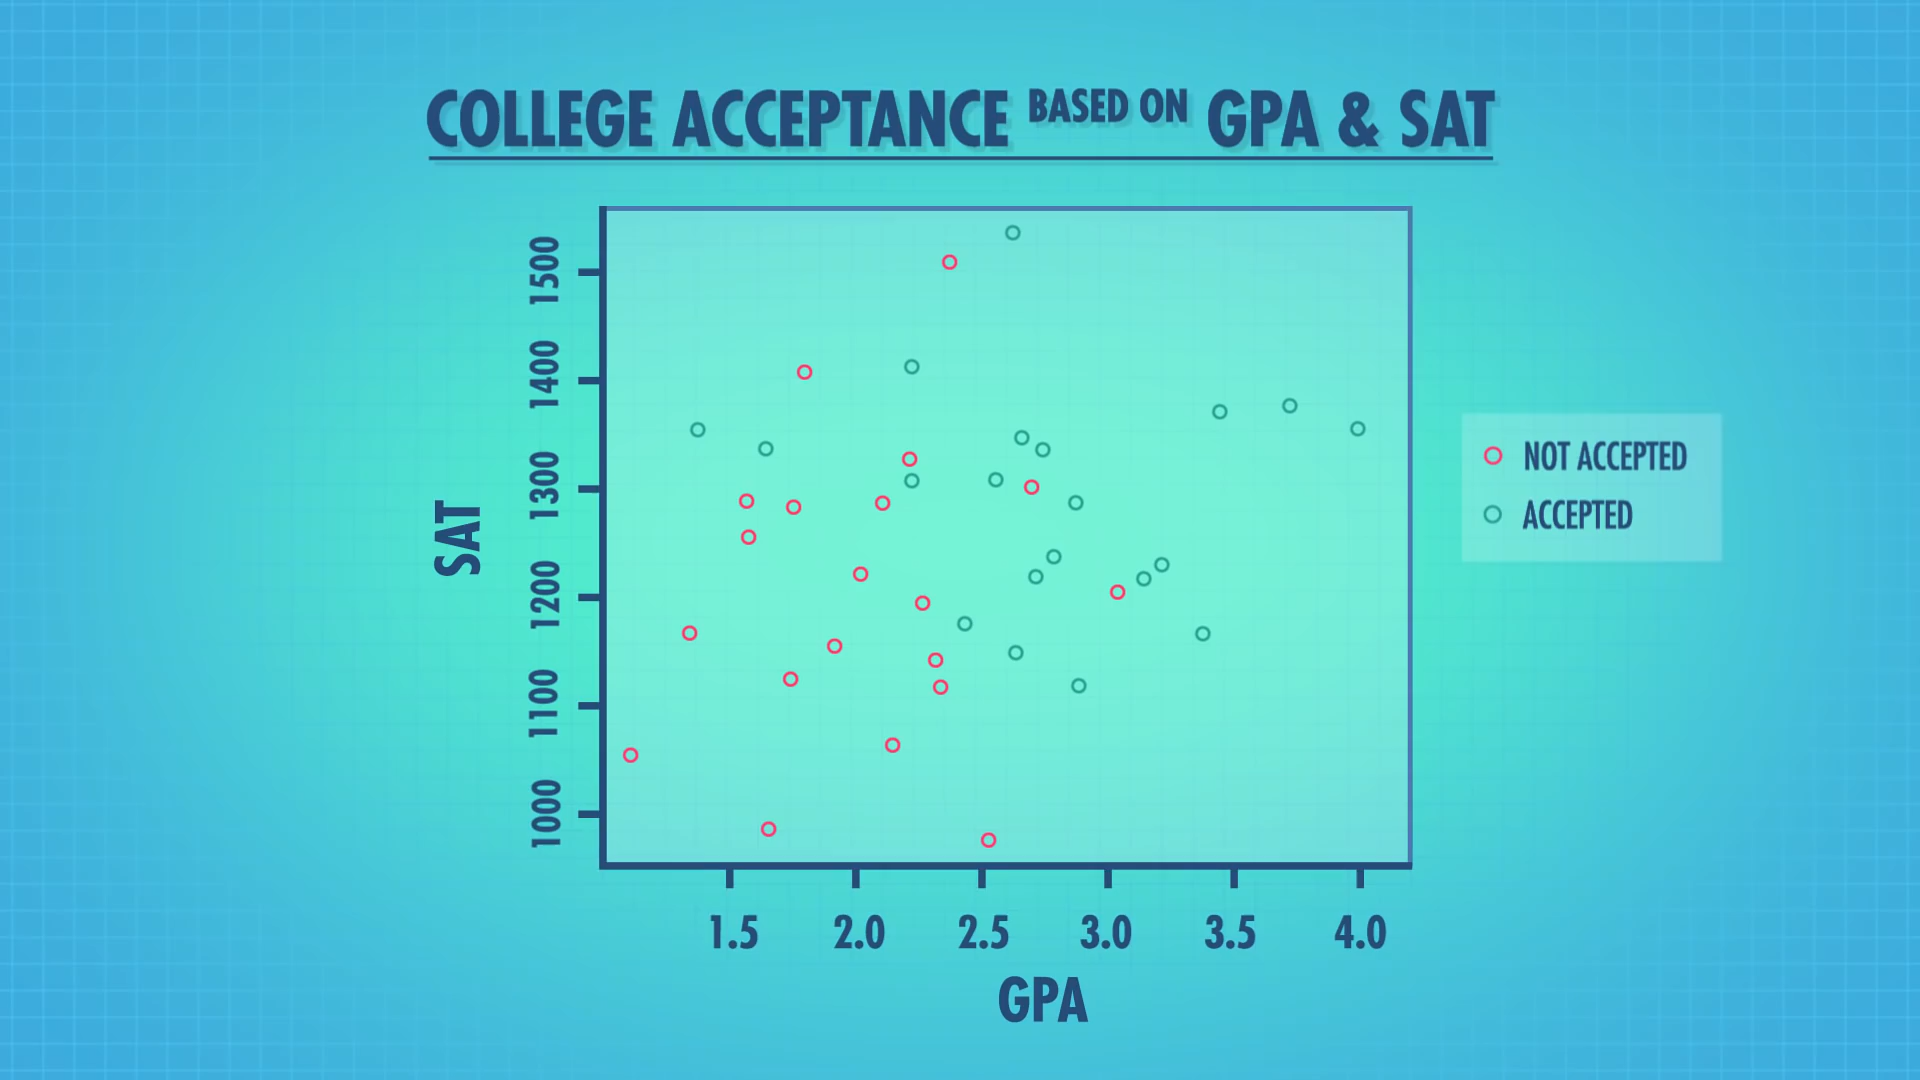 COLLEGE ACCEPTANCE BASED ON GPA & SAT
1500
1400
1300
1200
1100
1000
SAT
NOT ACCEPTED
ACCEPTED
1.5 2.0 2.5 3.0 3.5 4.0
GPA